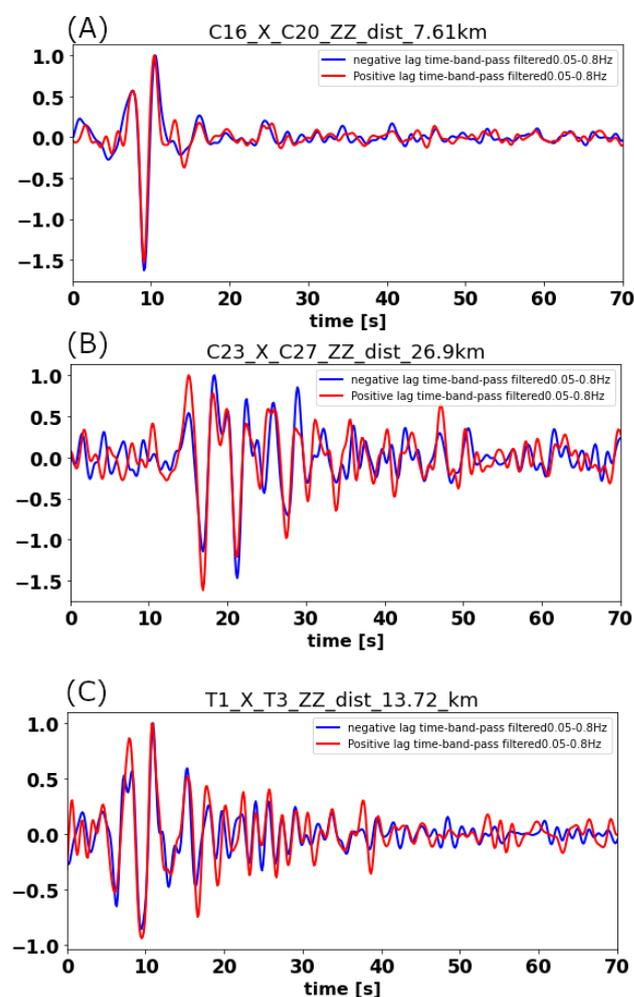 (A)
C16_X_C20_ZZ_dist_7.61km
negative lag time-band-pass filtered0.05-0.8Hz
Positive lag time-band-pass filtered0.05-0.8Hz
1.0
0.5
0.0
−0.5
−1.0
−1.5
0 10 20 30 40 50 60 70
time [s]
(B)
C23_X_C27_ZZ_dist_26.9km
negative lag time-band-pass filtered0.05-0.8Hz
Positive lag time-band-pass filtered0.05-0.8Hz
1.0
0.5
0.0
−0.5
−1.0
−1.5
0 10 20 30 40 50 60 70
time [s]
(C)
T1_X_T3_ZZ_dist_13.72_km
negative lag time-band-pass filtered0.05-0.8Hz
Positive lag time-band-pass filtered0.05-0.8Hz
1.0
0.5
0.0
−0.5
−1.0
0 10 20 30 40 50 60 70
time [s]